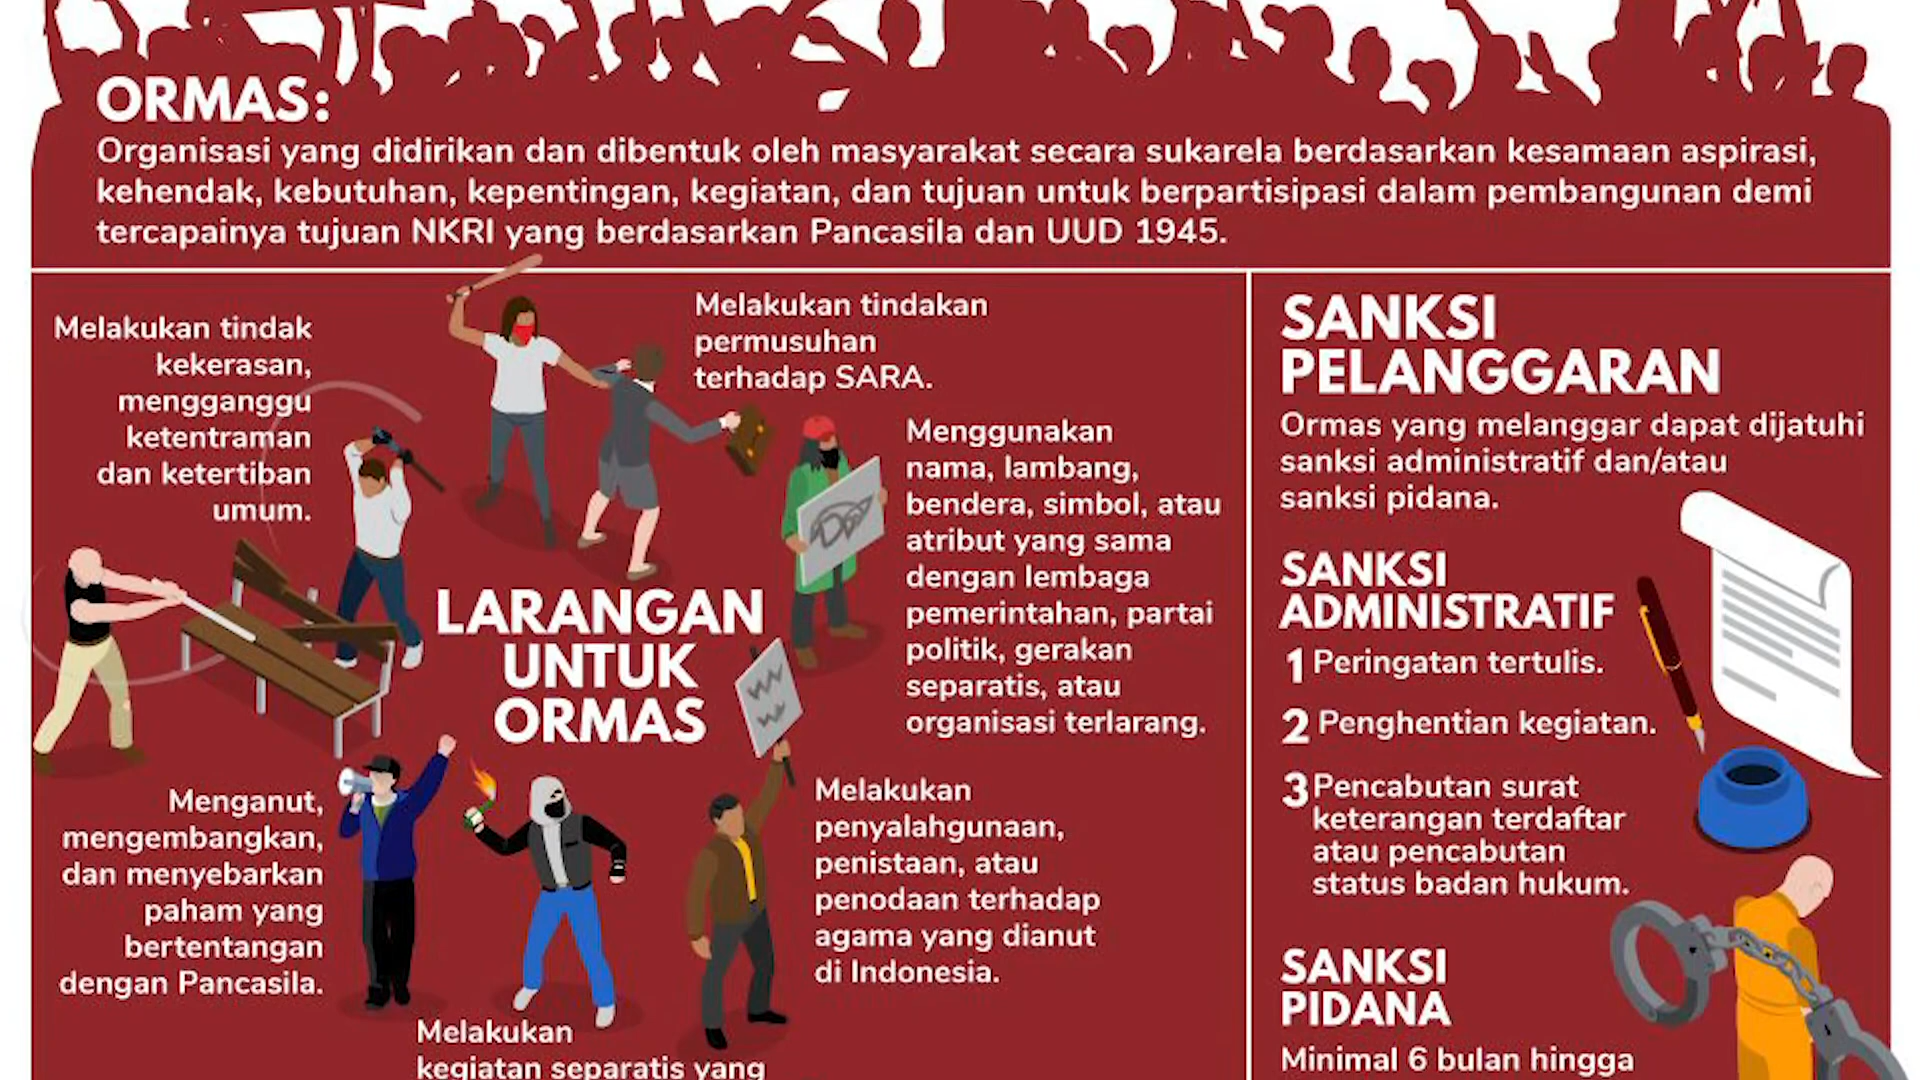 ORMAS:
Organisasi yang didirikan dan dibentuk oleh masyarakat secara sukarela berdasarkan kesamaan aspirasi,
kehendak, kebutuhan, kepentingan, kegiatan, dan tujuan untuk berpartisipasi dalam pembangunan demi
tercapainya tujuan NKRI yang berdasarkan Pancasila dan UUD 1945.
Melakukan tindak
kekerasan,
mengganggu
ketentraman
dan ketertiban
umum.
Melakukan tindakan
permusuhan
terhadap SARA.
Menggunakan
nama, lambang,
bendera, simbol, atau
atribut yang sama
dengan lembaga
pemerintahan, partai
politik, gerakan
separatis, atau
organisasi terlarang.
LARANGAN
UNTUK
ORMAS
Menganut,
mengembangkan,
dan menyebarkan
paham yang
bertentangan
dengan Pancasila.
Melakukan
penyalahgunaan,
penistaan, atau
penodaan terhadap
agama yang dianut
di Indonesia.
Melakukan
kegiatan separatis yang
SANKSI
PELANGGARAN
Ormas yang melanggar dapat dijatuhi
sanksi administratif dan/atau
sanksi pidana.
SANKSI
ADMINISTRATIF
1 Peringatan tertulis.
2 Penghentian kegiatan.
3 Pencabutan surat
keterangan terdaftar
atau pencabutan
status badan hukum.
SANKSI
PIDANA
Minimal 6 bulan hingga